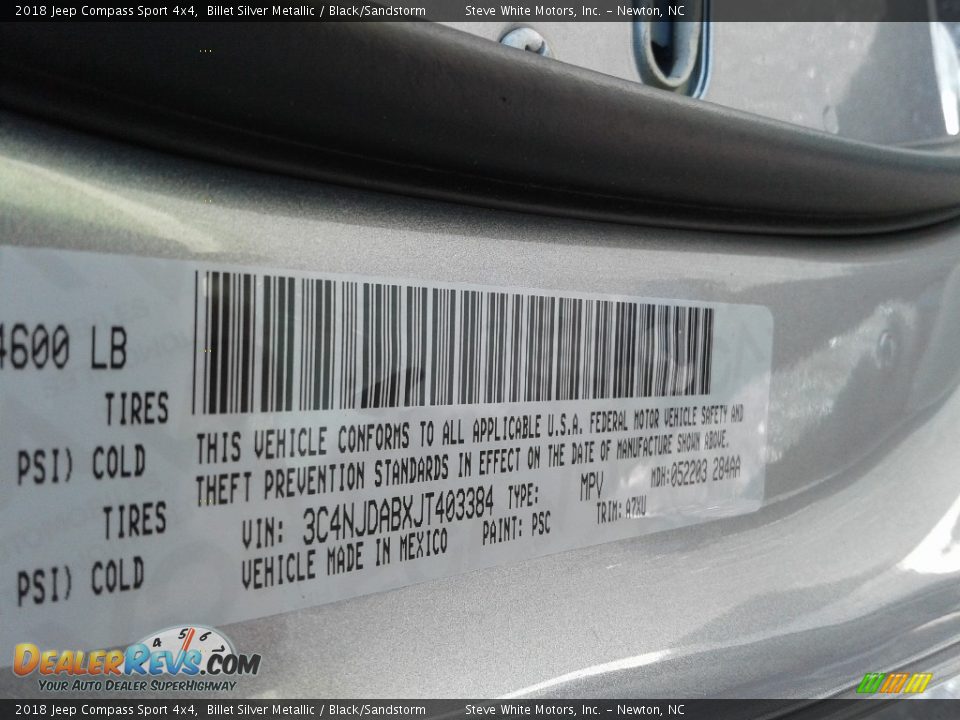 2018 Jeep Compass Sport 4x4, Billet Silver Metallic / Black/Sandstorm Steve White Motors, Inc. - Newton, NC
4600 LB
TIRES
PSI) COLD
TIRES
PSI) COLD
THIS VEHICLE CONFORMS TO ALL APPLICABLE U.S.A. FEDERAL MOTOR VEHICLE SAFETY AND
THEFT PREVENTION STANDARDS IN EFFECT ON THE DATE OF MANUFACTURE SHOWN ABOVE.
VIN: 3C4NJDABXJT403384 TYPE: MPV MDH:052203 284AA
VEHICLE MADE IN MEXICO PAINT: PSC TRIM: A7XU
4 5 6
DEALERREVS.COM
YOUR AUTO DEALER SUPERHIGHWAY
2018 Jeep Compass Sport 4x4, Billet Silver Metallic / Black/Sandstorm Steve White Motors, Inc. - Newton, NC